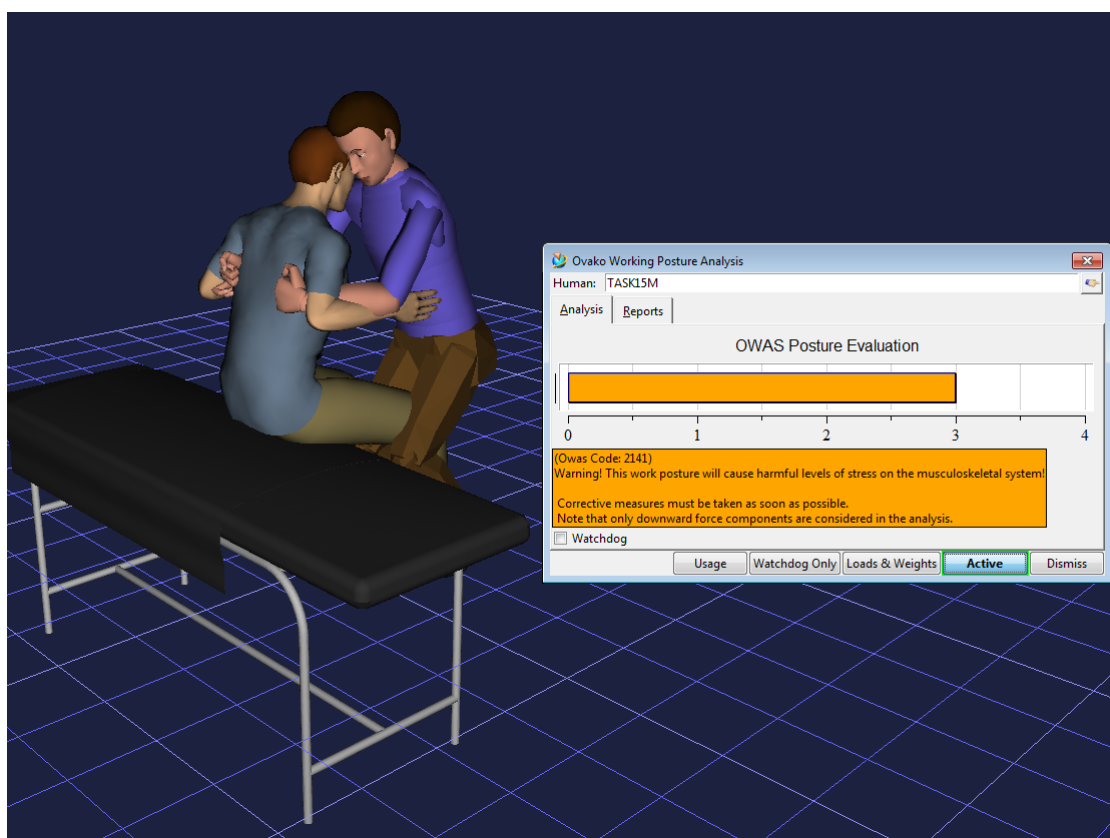 Ovako Working Posture Analysis
Human: TASK15M
Analysis Reports
OWAS Posture Evaluation
0 1 2 3 4
(Owas Code: 2141)
Warning! This work posture will cause harmful levels of stress on the musculoskeletal system!
Corrective measures must be taken as soon as possible.
Note that only downward force components are considered in the analysis.
Watchdog
Usage Watchdog Only Loads & Weights Active Dismiss